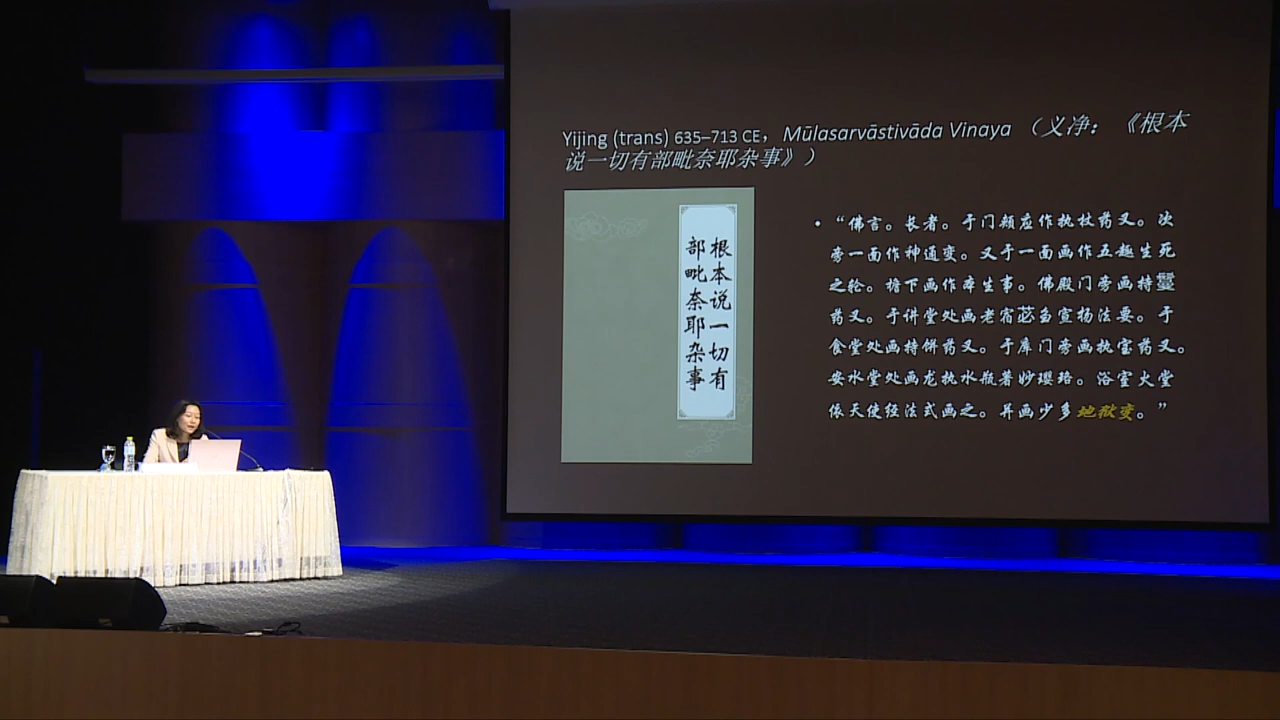 Yijing (trans) 635–713 CE，Mūlasarvāstivāda Vinaya （义净：《根本
说一切有部毗奈耶杂事》）
根本说一切有
部毗奈耶杂事
• “佛言。长者。于门颊应作执杖药叉。次
旁一面作神通变。又于一面画作五趣生死
之轮。檐下画作本生事。佛殿门旁画持鬘
药叉。于讲堂处画老宿苾刍宣扬法要。于
食堂处画持饼药叉。于库门旁画执宝药叉。
安水堂处画龙执水瓶著妙璎珞。浴室火堂
依天使经法式画之。并画少多地狱变。”